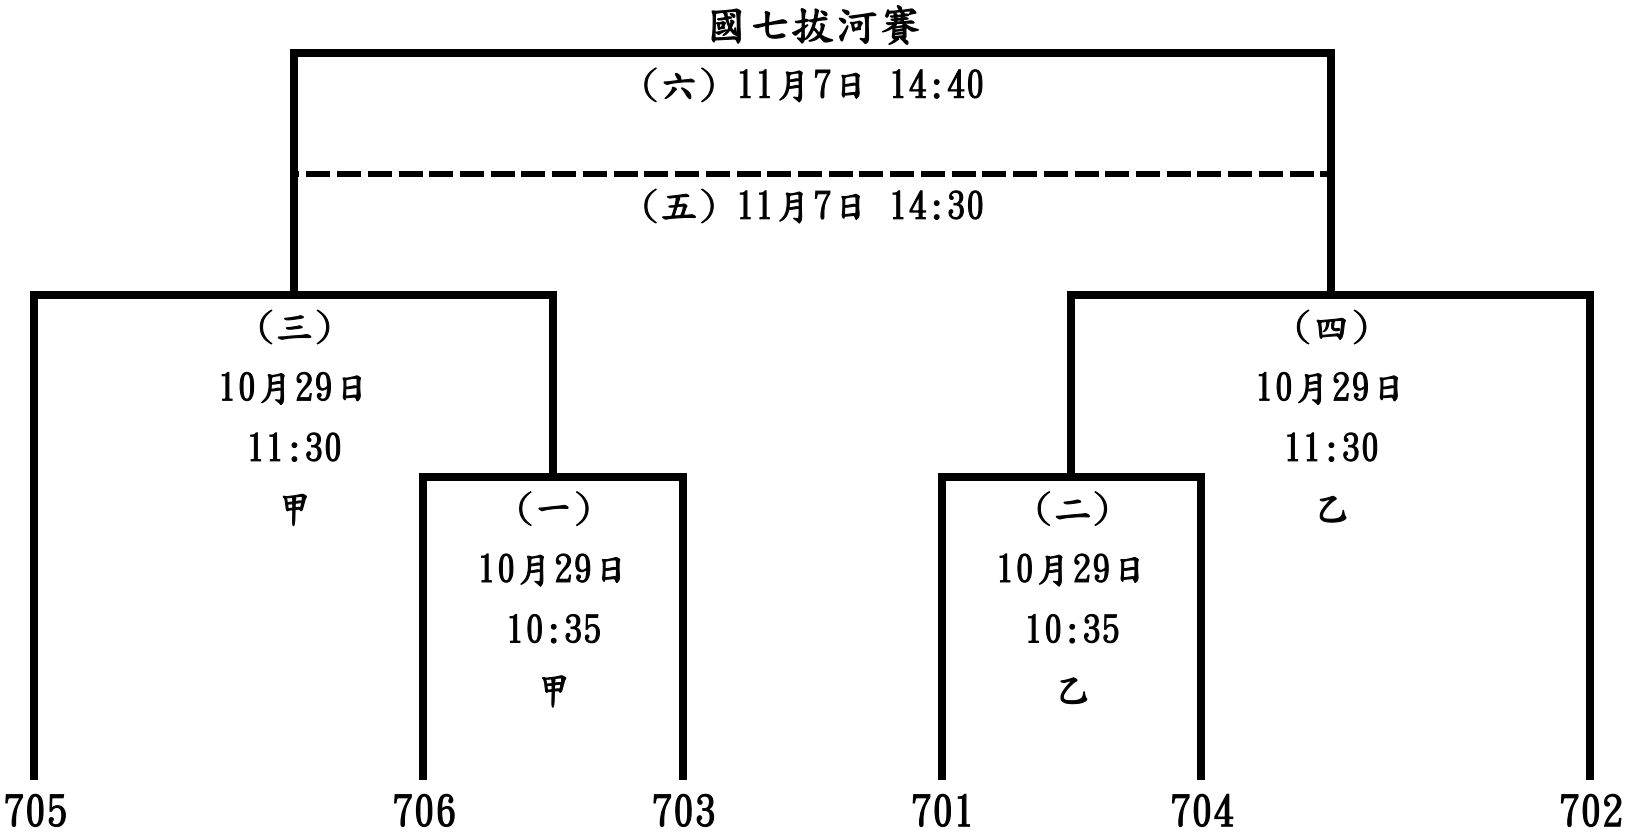 國七拔河賽
（六）11月7日 14:40
（五）11月7日 14:30
（三）
10月29日
11:30
甲
（四）
10月29日
11:30
乙
（一）
10月29日
10:35
甲
（二）
10月29日
10:35
乙
705 706 703 701 704 702